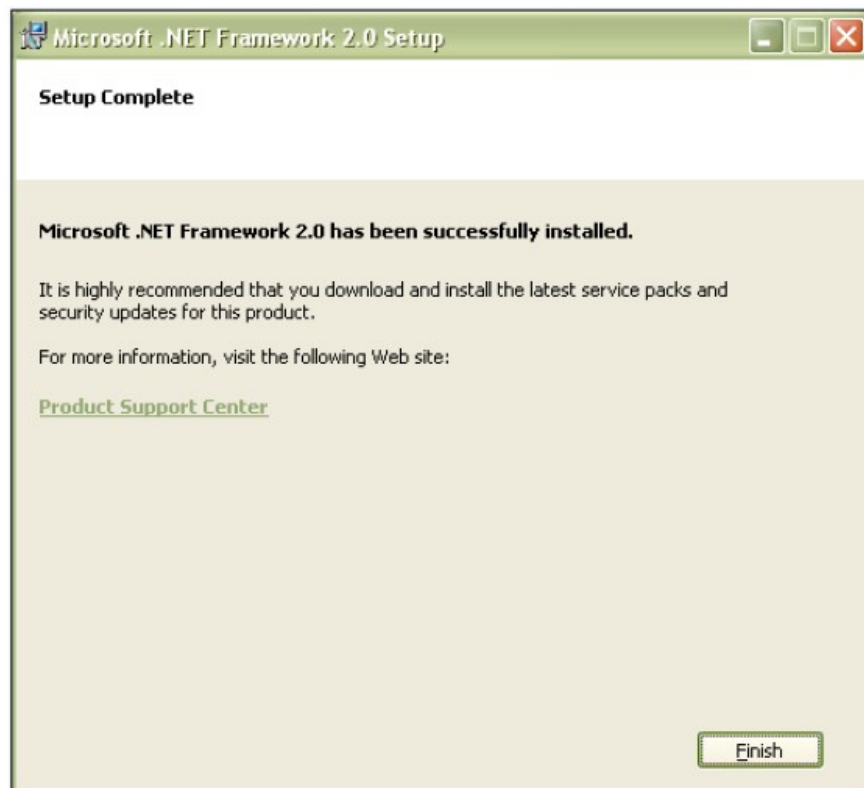 Microsoft .NET Framework 2.0 Setup
Setup Complete
Microsoft .NET Framework 2.0 has been successfully installed.
It is highly recommended that you download and install the latest service packs and
security updates for this product.
For more information, visit the following Web site:
Product Support Center
Finish